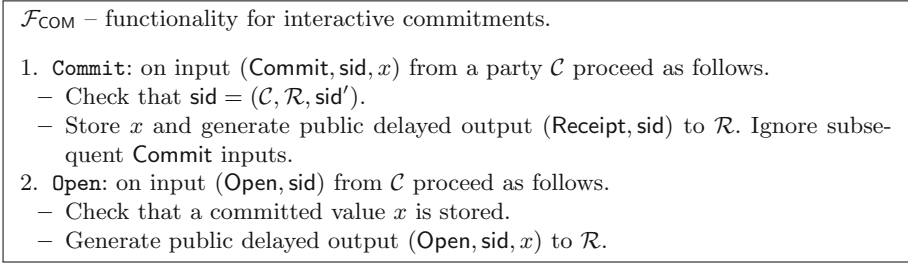 𝓕COM – functionality for interactive commitments.
1. Commit: on input (Commit, sid, x) from a party 𝒞 proceed as follows.
– Check that sid = (𝒞, ℛ, sid′).
– Store x and generate public delayed output (Receipt, sid) to ℛ. Ignore subse-
quent Commit inputs.
2. Open: on input (Open, sid) from 𝒞 proceed as follows.
– Check that a committed value x is stored.
– Generate public delayed output (Open, sid, x) to ℛ.